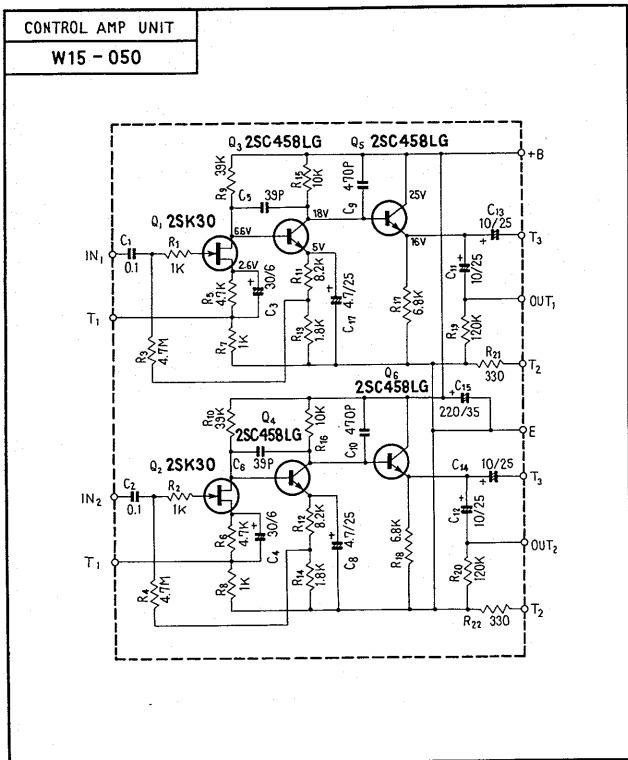 CONTROL AMP UNIT
W15-050
Q3 2SC458LG Q5 2SC458LG
+B
R9 39K
R15 10K
C9 470P
25V
C5 39P
18V
C13 10/25
T3
Q1 2SK30
6.6V
5V
16V
IN1
C1 0.1
R1 1K
2.6V
R5 4.7K
30/6 C3
R11 8.2K
4.7/25 C17
R17 6.8K
C11 10/25
OUT1
T1
R3 4.7M
R7 1K
R13 1.8K
R19 120K
R21 330
T2
Q6
2SC458LG
C15 220/35
E
R10 39K
Q4
2SC458LG
R16 10K
C10 470P
C6 39P
C14 10/25
T3
Q2 2SK30
IN2
C2 0.1
R2 1K
R6 4.7K
30/6 C4
R12 8.2K
4.7/25 C8
R18 6.8K
C12 10/25
OUT2
T1
R4 4.7M
R8 1K
R14 1.8K
R20 120K
R22 330
T2